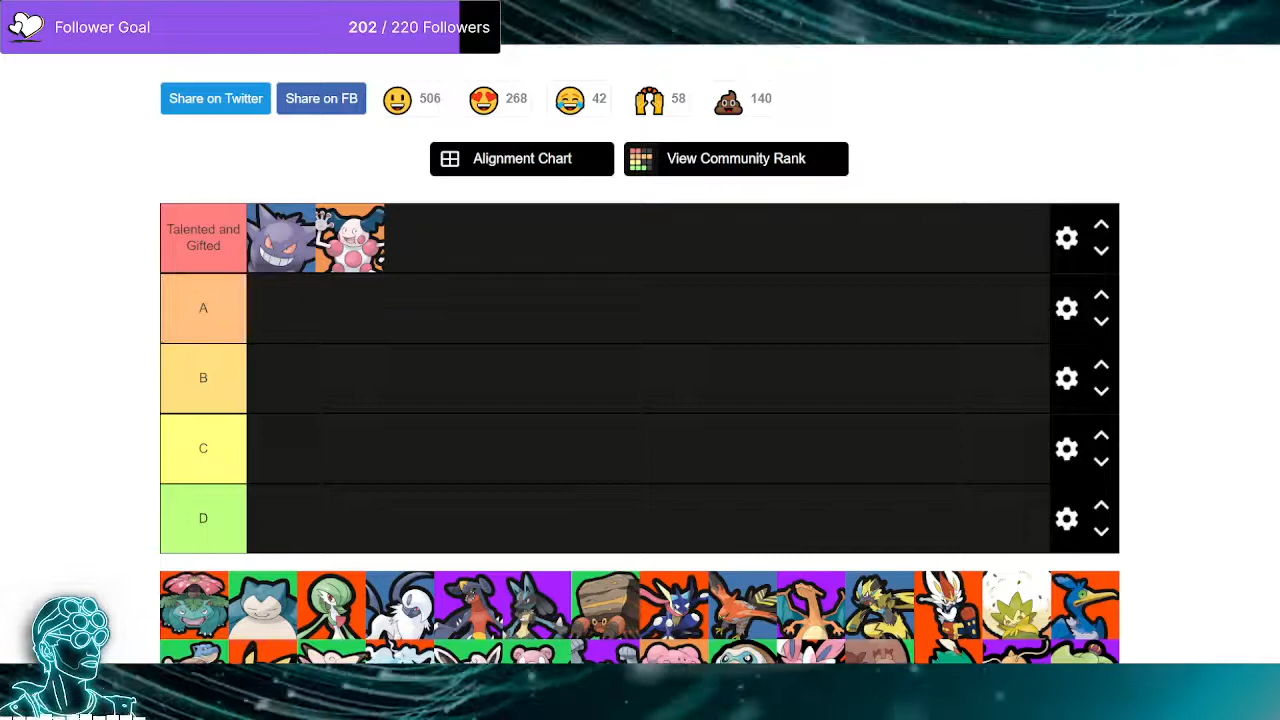 Follower Goal 202 / 220 Followers
Share on Twitter Share on FB 506 268 42 58 140
Alignment Chart View Community Rank
Talented and
Gifted
A
B
C
D